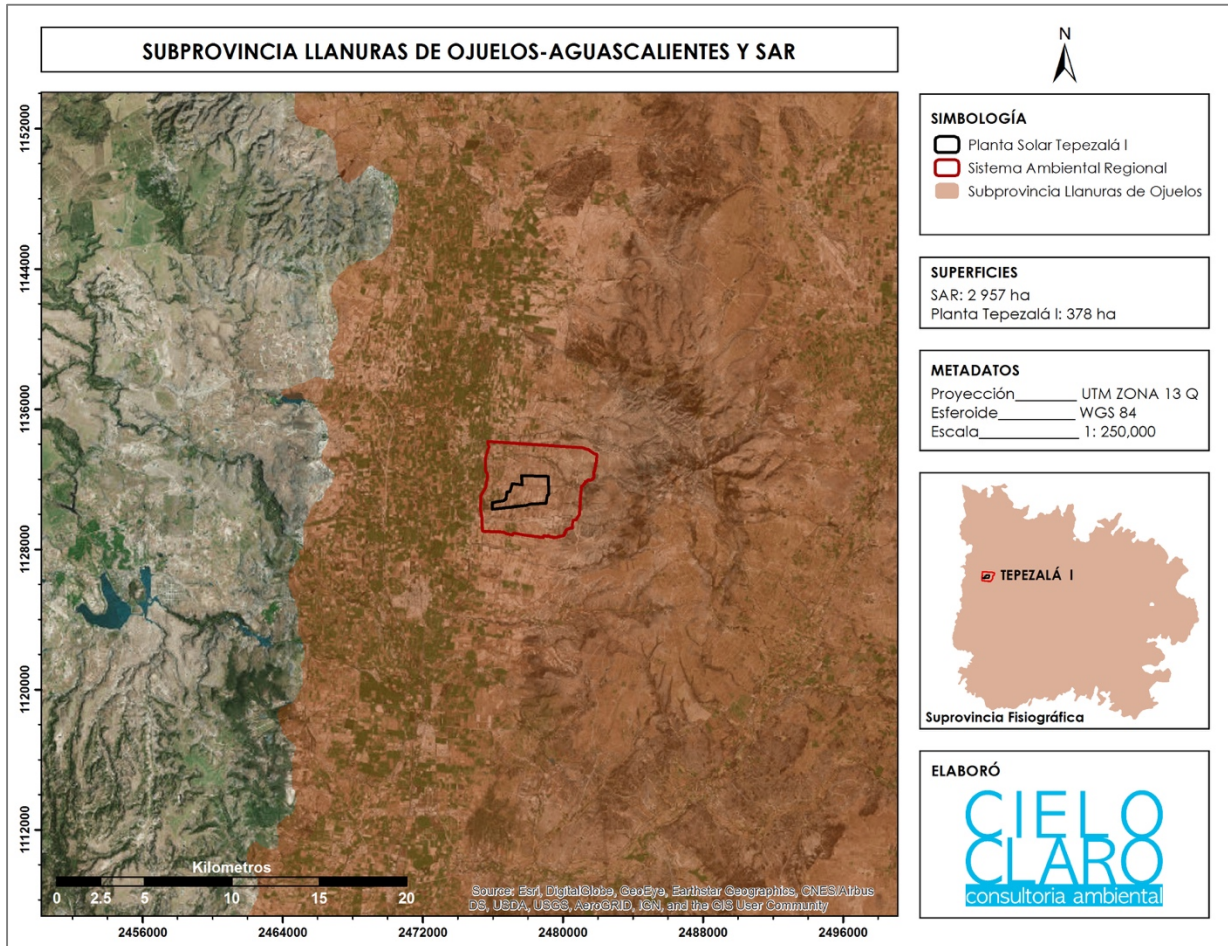 SUBPROVINCIA LLANURAS DE OJUELOS-AGUASCALIENTES Y SAR
N
1152000
1144000
1136000
1128000
1120000
1112000
2456000
2464000
2472000
2480000
2488000
2496000
Kilometros
0 2.5 5 10 15 20
Source: Esri, DigitalGlobe, GeoEye, Earthstar Geographics, CNES/Airbus
DS, USDA, USGS, AeroGRID, IGN, and the GIS User Community
SIMBOLOGÍA
Planta Solar Tepezalá I
Sistema Ambiental Regional
Subprovincia Llanuras de Ojuelos
SUPERFICIES
SAR: 2 957 ha
Planta Tepezalá I: 378 ha
METADATOS
Proyección________ UTM ZONA 13 Q
Esferoide________ WGS 84
Escala__________ 1: 250,000
TEPEZALÁ I
Suprovincia Fisiográfica
ELABORÓ
CIELO
CLARO
consultoria ambiental